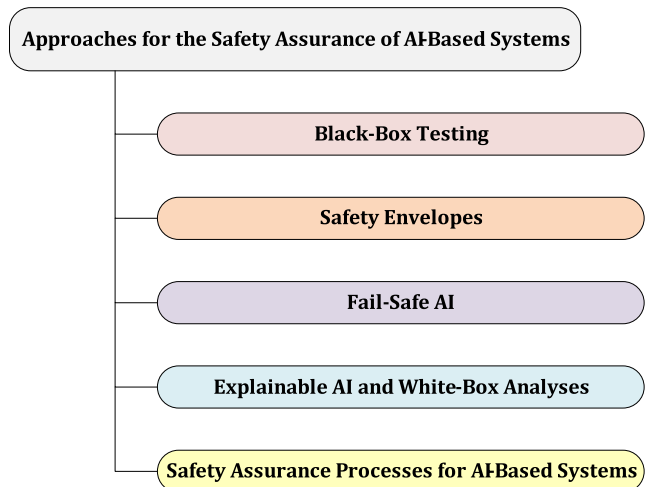 Approaches for the Safety Assurance of AI-Based Systems
Black-Box Testing
Safety Envelopes
Fail-Safe AI
Explainable AI and White-Box Analyses
Safety Assurance Processes for AI-Based Systems